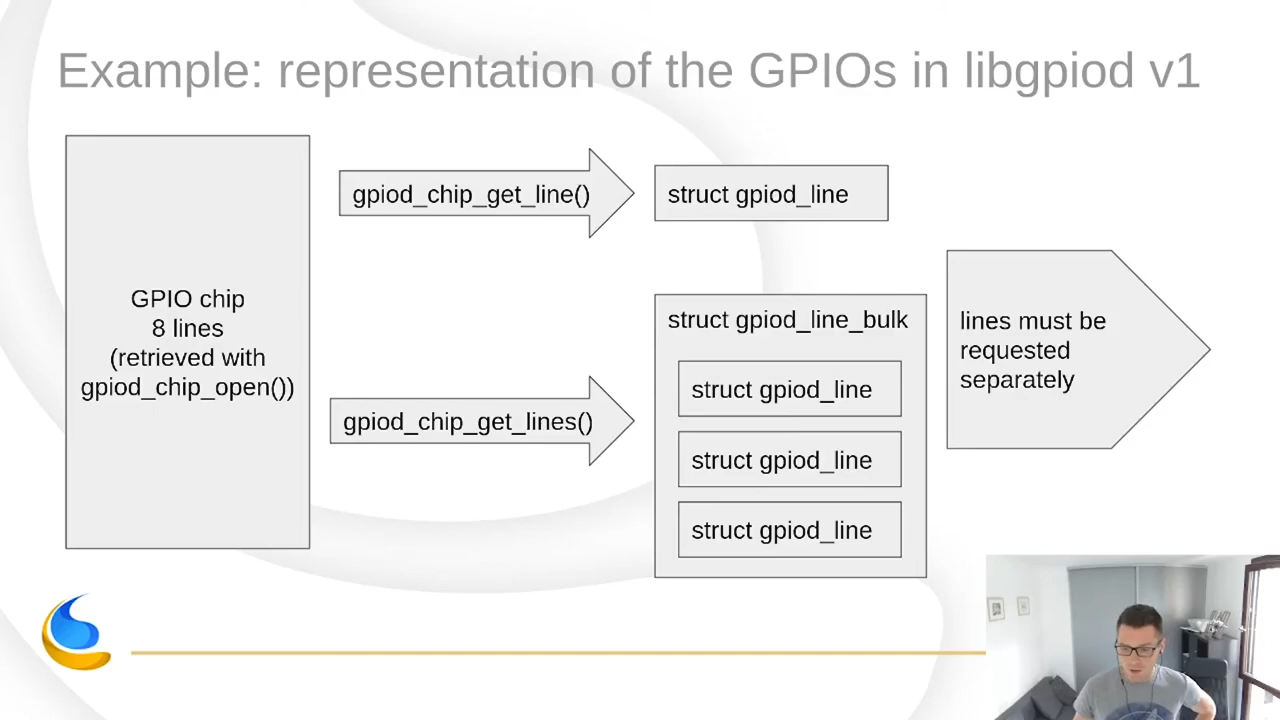 Example: representation of the GPIOs in libgpiod v1
GPIO chip
8 lines
(retrieved with
gpiod_chip_open())
gpiod_chip_get_line()
struct gpiod_line
gpiod_chip_get_lines()
struct gpiod_line_bulk
struct gpiod_line
struct gpiod_line
struct gpiod_line
lines must be
requested
separately